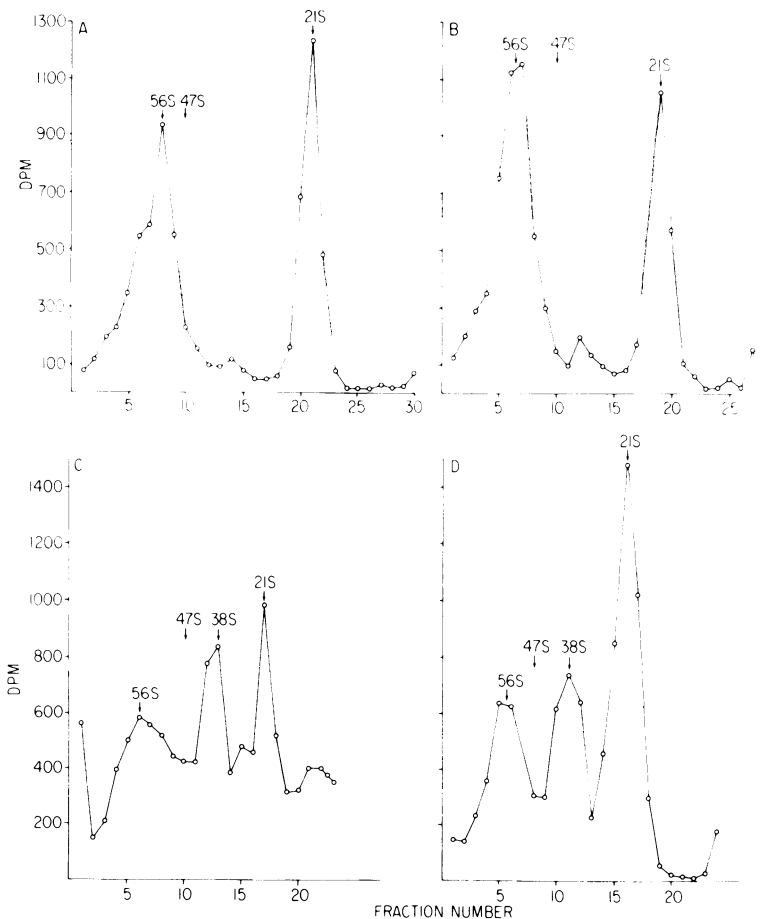 A
B
21S
56S 47S
56S
47S
21S
DPM
1300
1100
900
700
500
300
100
5
10
15
20
25
30
5
10
15
20
25
C
D
21S
21S
47S 38S
56S
47S
38S
56S
DPM
1400
1200
1000
800
600
400
200
5
10
15
20
5
10
15
20
FRACTION NUMBER